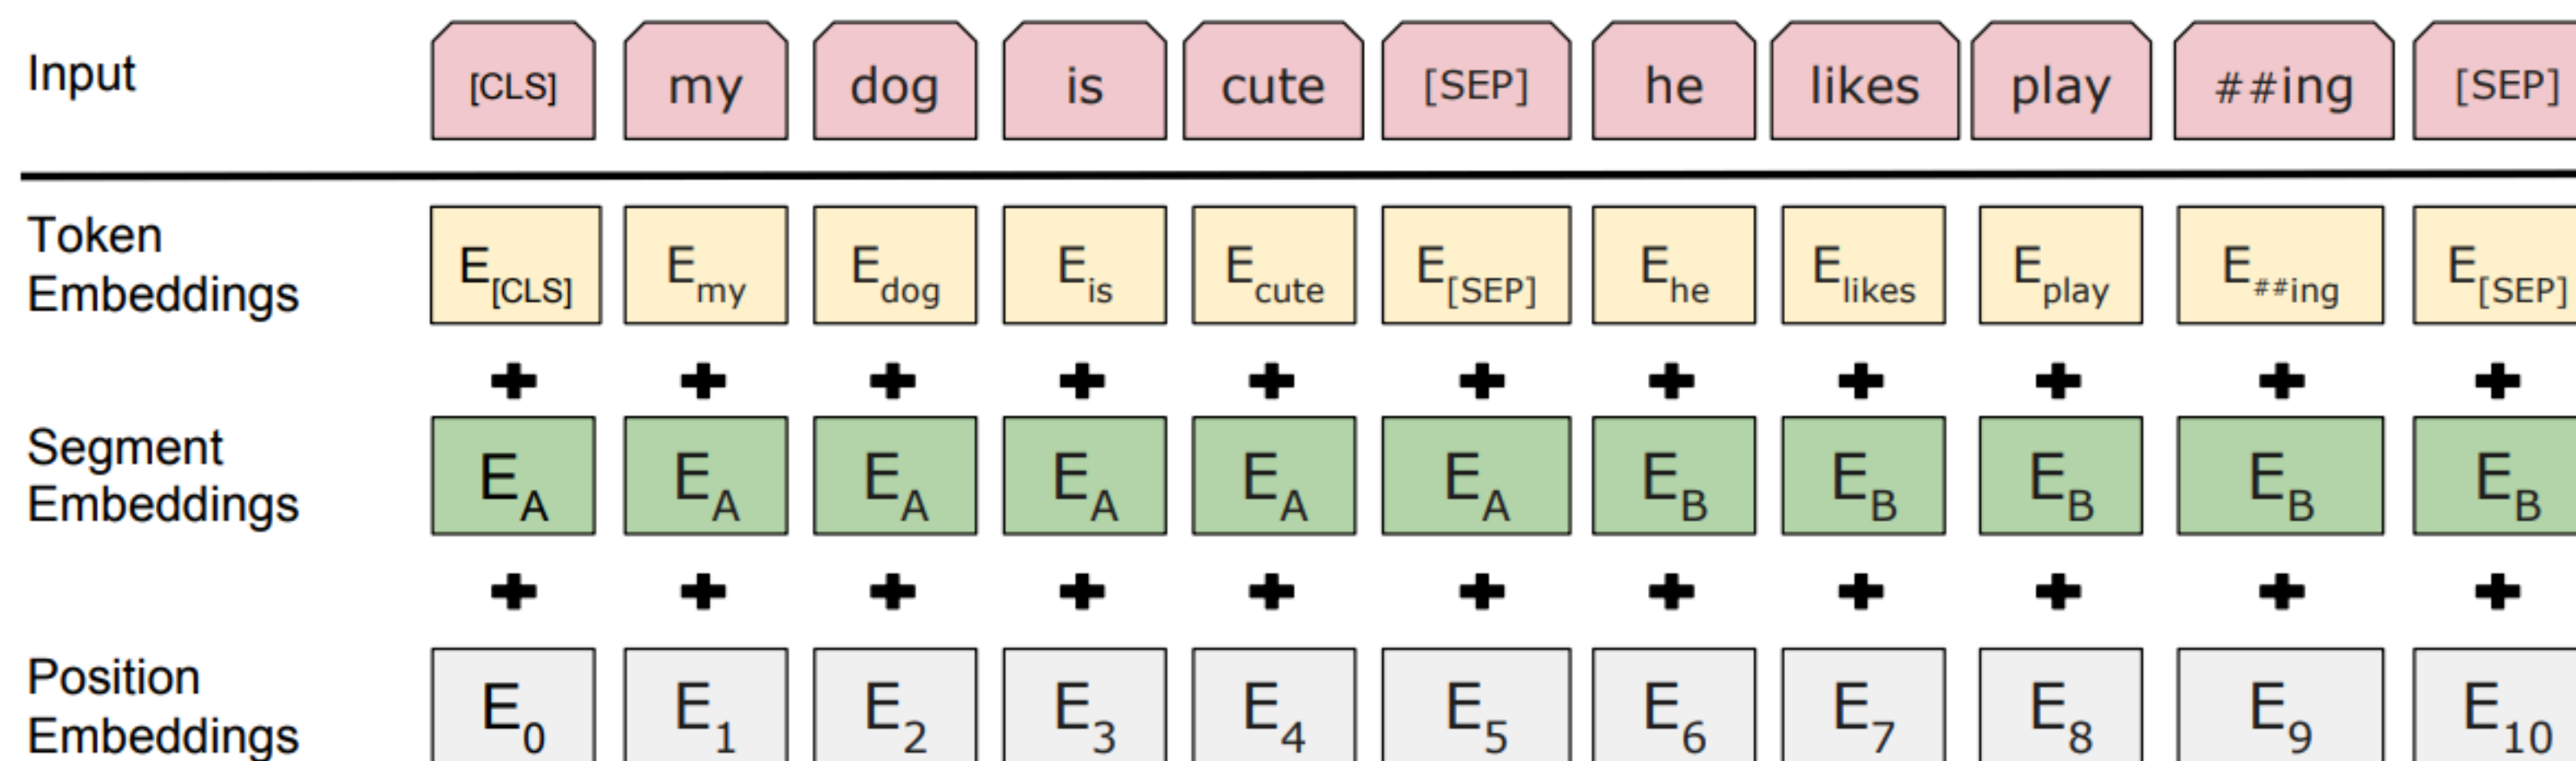 Input [CLS] my dog is cute [SEP] he likes play ##ing [SEP]
Token Embeddings E[CLS] Emy Edog Eis Ecute E[SEP] Ehe Elikes Eplay E##ing E[SEP]
+ + + + + + + + + + +
Segment Embeddings EA EA EA EA EA EA EB EB EB EB EB
+ + + + + + + + + + +
Position Embeddings E0 E1 E2 E3 E4 E5 E6 E7 E8 E9 E10